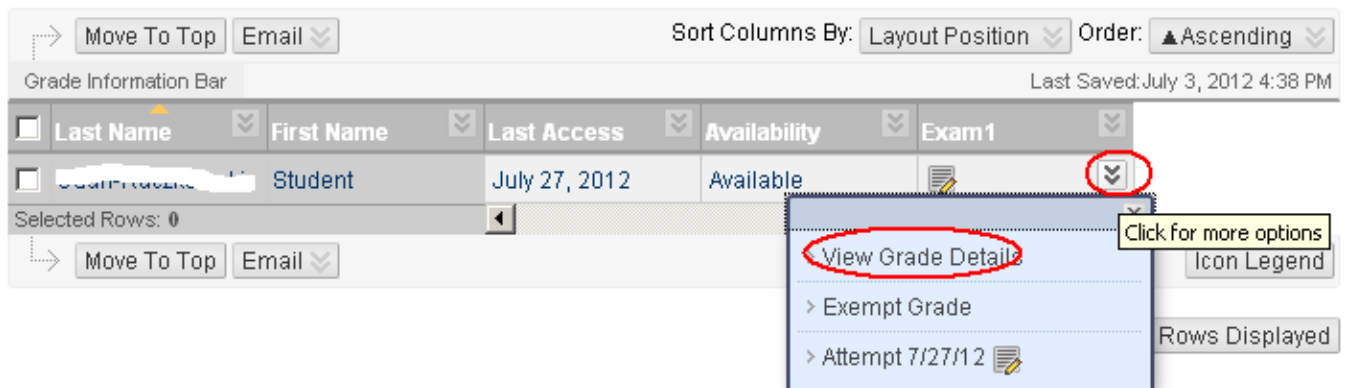 Move To Top Email Sort Columns By: Layout Position Order: ▲Ascending
Grade Information Bar Last Saved:July 3, 2012 4:38 PM
Last Name First Name Last Access Availability Exam1
Student July 27, 2012 Available
Selected Rows: 0
Click for more options
Move To Top Email Icon Legend
> View Grade Details
> Exempt Grade
Rows Displayed
> Attempt 7/27/12